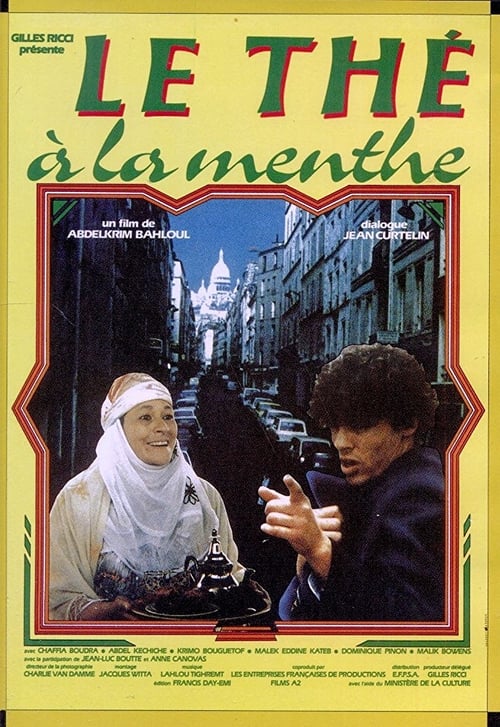 GILLES RICCI
présente
LE THÉ
à la menthe
un film de
ABDELKRIM BAHLOUL
dialogue
JEAN CURTELIN
avec CHAFFIA BOUDRA • ABDEL KECHICHE • KRIMO BOUGUETOF • MALEK EDDINE KATEB • DOMINIQUE PINON • MALIK BOWENS
avec la participation de JEAN-LUC BOUTTE et ANNE CANOVAS
directeur de la photographie montage musique coproduit par distribution producteur délégué
CHARLIE VAN DAMME JACQUES WITTA LAHLOU TIGHREMT LES ENTREPRISES FRANÇAISES DE PRODUCTIONS E.F.P.S.A. GILLES RICCI
édition FRANCIS DAY-EMI FILMS A2 avec l'aide du MINISTÈRE DE LA CULTURE